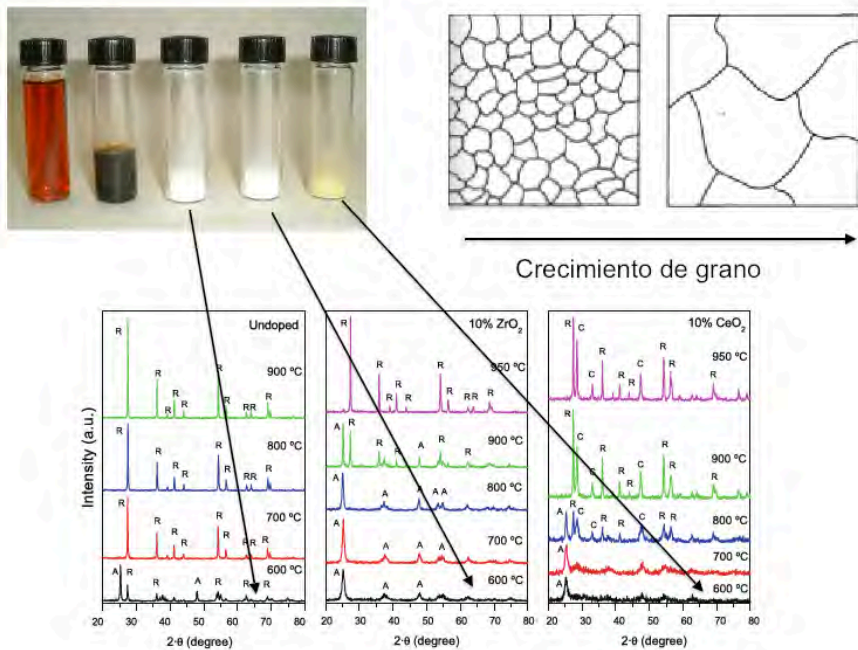 Crecimiento de grano
Intensity (a.u.)
Undoped
R
900 ºC
R
R
R
R
R
R
R
800 ºC
R
R
R
R
RR
R
R
700 ºC
R
R
R
R
R
R
R
A
R
600 ºC
R
A
R
R
R
20 30 40 50 60 70 80
2·θ (degree)
10% ZrO2
R
950 ºC
R
R
R
R
R
R
R
A
R
900 ºC
R
R
A
R
R
A
800 ºC
A
A
A
A
A
700 ºC
A
A
A
A
600 ºC
A
A
A
20 30 40 50 60 70 80
2·θ (degree)
10% CeO2
R
C
950 ºC
C
R
R
R
C
R
R
R
C
900 ºC
C
R
R
R
C
R
R
R
A
R
C
800 ºC
C
R
R
C
R
R
A
700 ºC
A
600 ºC
20 30 40 50 60 70 80
2·θ (degree)